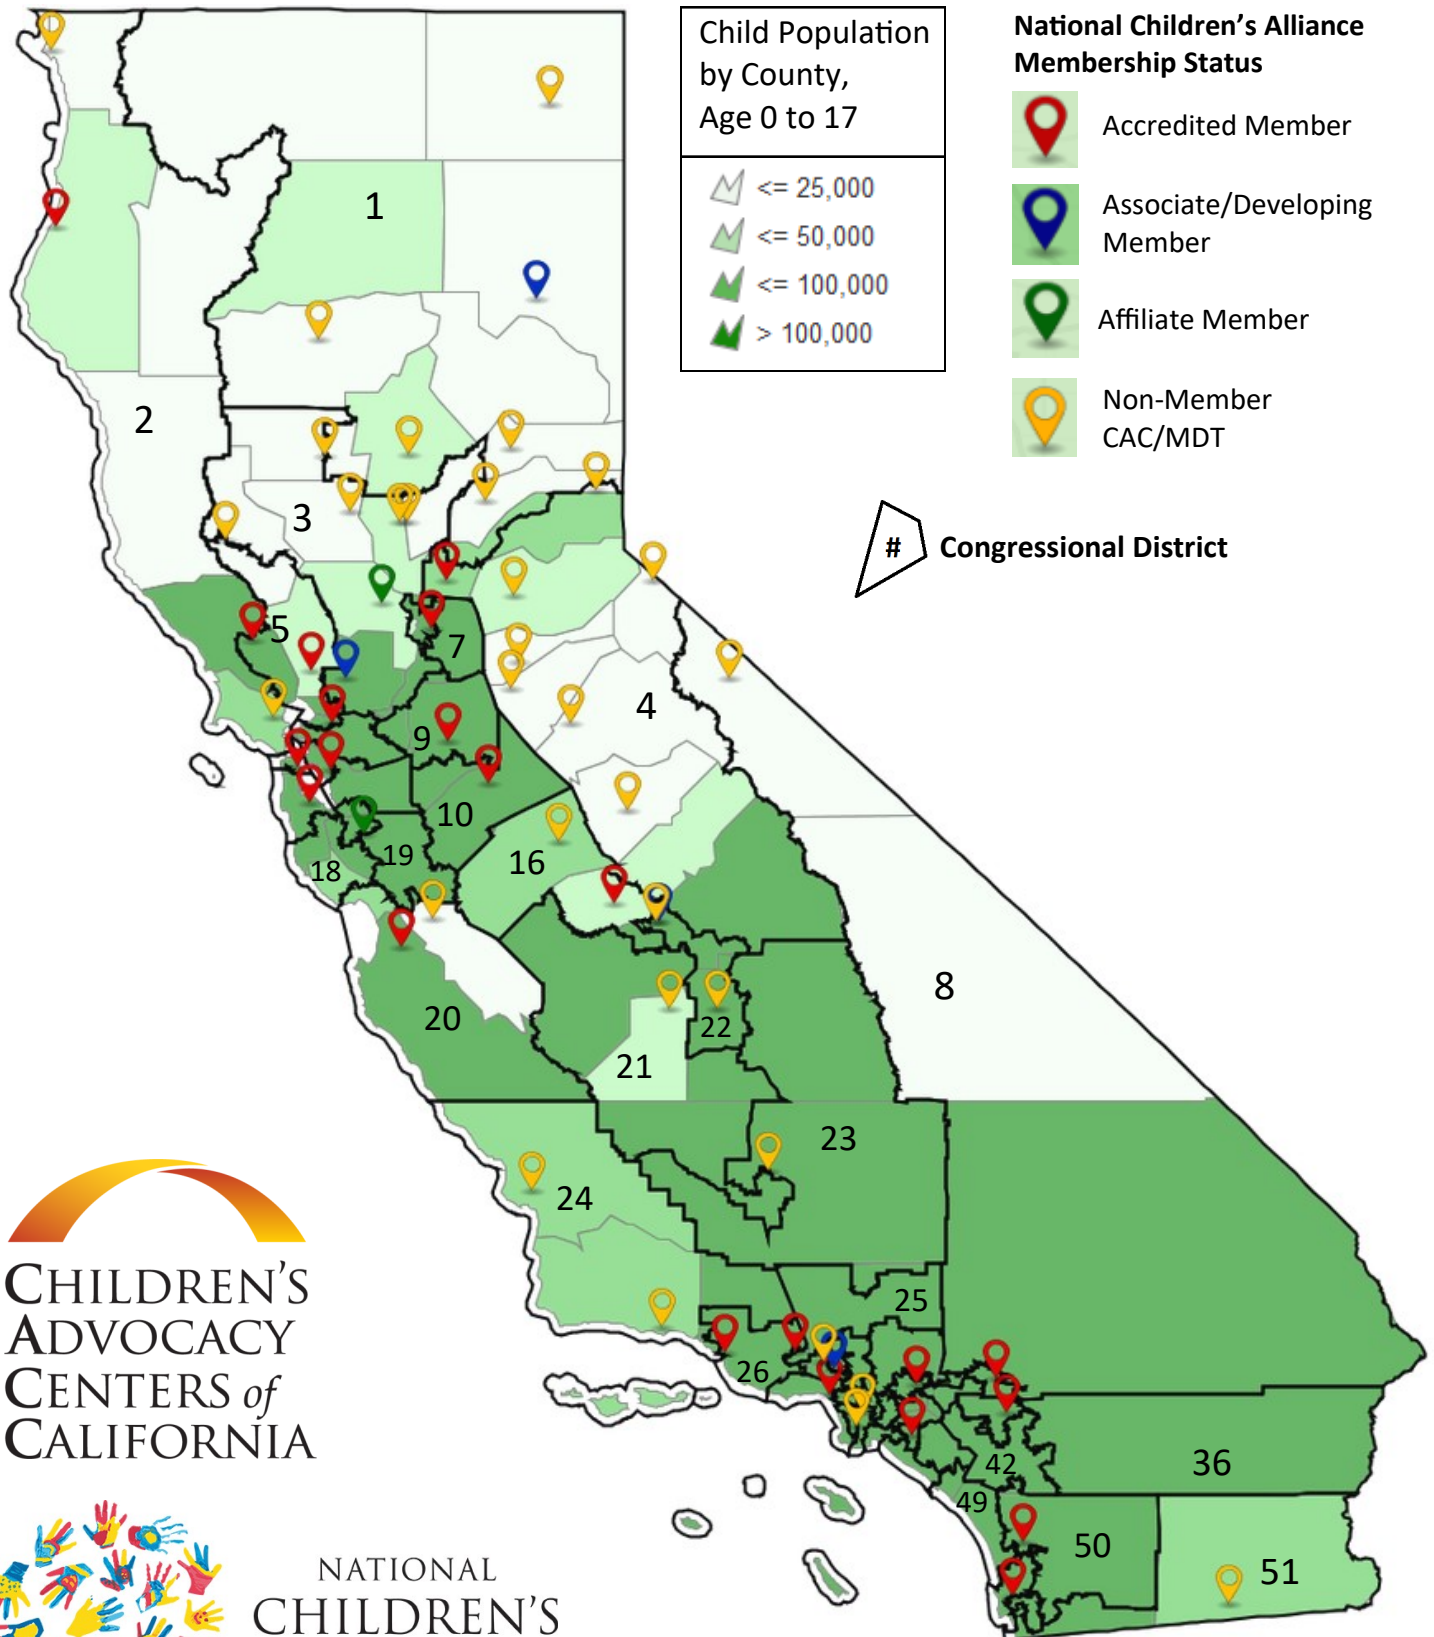 Child Population
by County,
Age 0 to 17
<= 25,000
<= 50,000
<= 100,000
> 100,000
National Children's Alliance
Membership Status
Accredited Member
Associate/Developing
Member
Affiliate Member
Non-Member
CAC/MDT
# Congressional District
1
2
3
5
7
4
9
10
16
18
19
8
20
22
21
23
24
25
26
36
42
49
50
51
CHILDREN'S
ADVOCACY
CENTERS of
CALIFORNIA
NATIONAL
CHILDREN'S